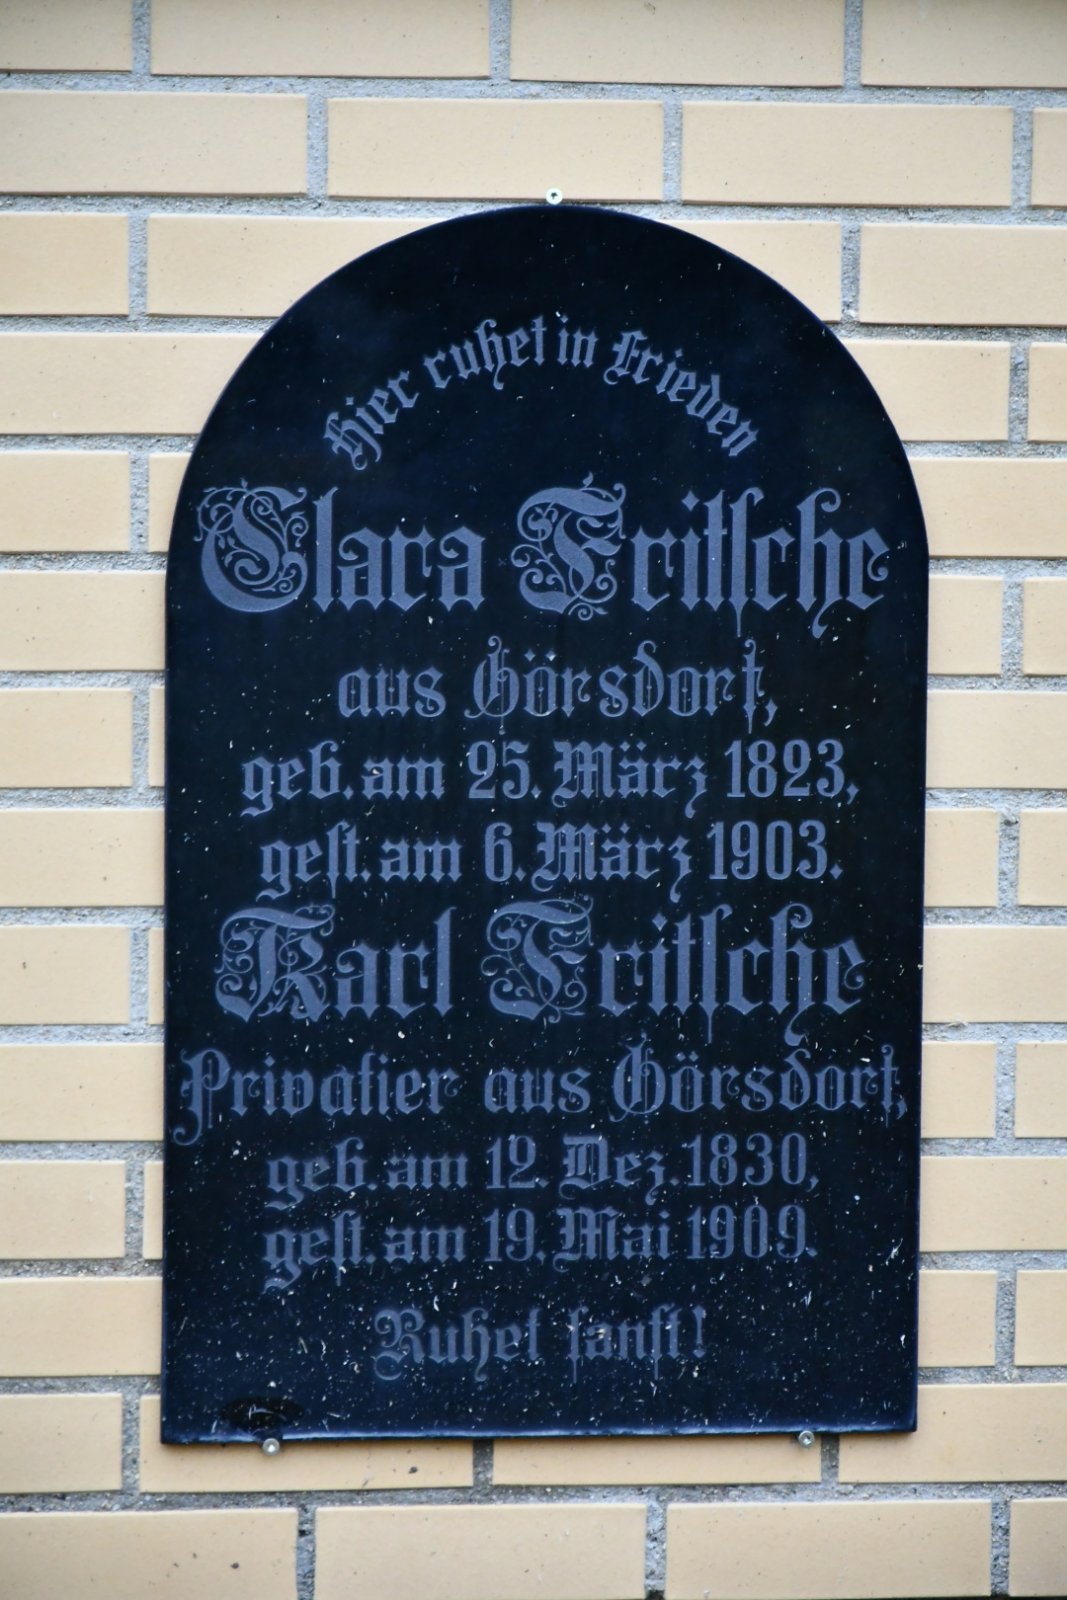 Hier ruhet in Frieden
Clara Fritſche
aus Görsdorf,
geb. am 25. März 1823,
geſt. am 6. März 1903.
Karl Fritſche
Privatier aus Görsdorf,
geb. am 12. Dez. 1830,
geſt. am 19. Mai 1909.
Ruhet ſanft!